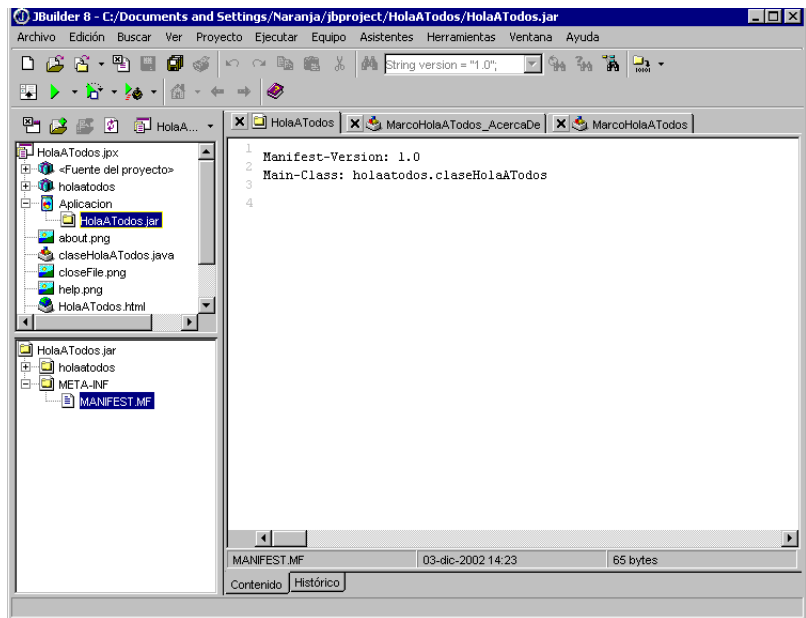 JBuilder 8 - C:/Documents and Settings/Naranja/jbproject/HolaATodos/HolaATodos.jar
Archivo Edición Buscar Ver Proyecto Ejecutar Equipo Asistentes Herramientas Ventana Ayuda
String version = "1.0";
HolaA...
HolaATodos
MarcoHolaATodos_AcercaDe
MarcoHolaATodos
HolaATodos.jpx
<Fuente del proyecto>
holaatodos
Aplicacion
HolaATodos.jar
about.png
claseHolaATodos.java
closeFile.png
help.png
HolaATodos.html
HolaATodos.jar
holaatodos
META-INF
MANIFEST.MF
1 Manifest-Version: 1.0
2 Main-Class: holaatodos.claseHolaATodos
3
4
MANIFEST.MF 03-dic-2002 14:23 65 bytes
Contenido Histórico